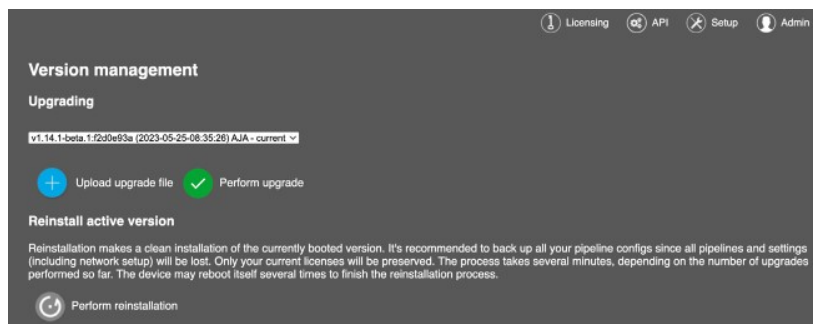 Licensing API Setup Admin
Version management
Upgrading
v1.14.1-beta.1:f2d0e93a (2023-05-25-08:35:26) AJA - current
Upload upgrade file Perform upgrade
Reinstall active version
Reinstallation makes a clean installation of the currently booted version. It's recommended to back up all your pipeline configs since all pipelines and settings
(including network setup) will be lost. Only your current licenses will be preserved. The process takes several minutes, depending on the number of upgrades
performed so far. The device may reboot itself several times to finish the reinstallation process.
Perform reinstallation